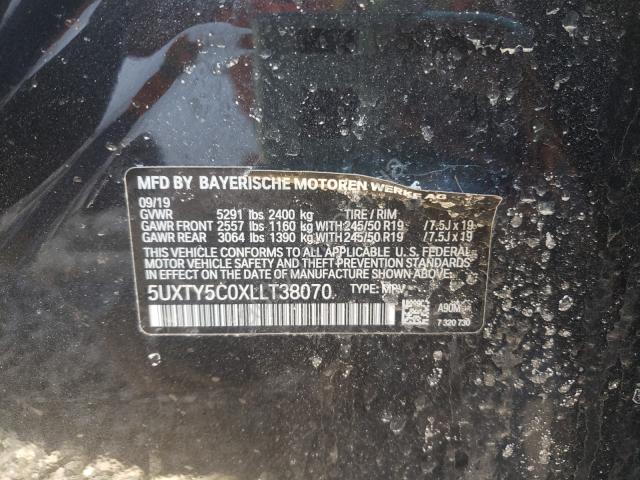 MFD BY BAYERISCHE MOTOREN WERKE AG
09/19
GVWR 5291 lbs 2400 kg TIRE / RIM
GAWR FRONT 2557 lbs 1160 kg WITH 245/50 R19 /7.5J x 19
GAWR REAR 3064 lbs 1390 kg WITH 245/50 R19 /7.5J x 19
THIS VEHICLE CONFORMS TO ALL APPLICABLE U.S. FEDERAL
MOTOR VEHICLE SAFETY, BUMPER, AND THEFT PREVENTION
STANDARDS IN EFFECT ON THE DATE OF MANUFACTURE SHOWN ABOVE.
5UXTY5C0XLLT38070 TYPE: MPV
A90M
7 320 730